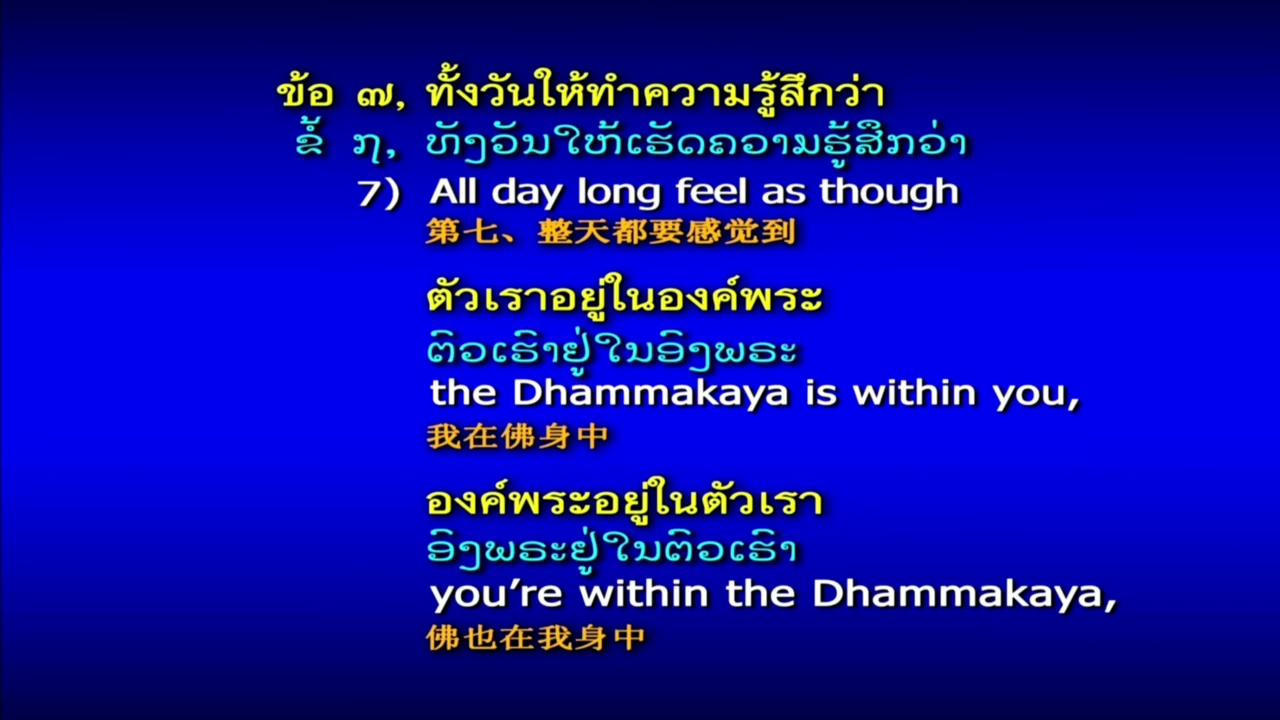 ข้อ ๗, ทั้งวันให้ทำความรู้สึกว่า
ຂໍ້ ໗, ທັງວັນໃຫ້ເຮັດຄວາມຮູ້ສຶກວ່າ
7) All day long feel as though
第七、整天都要感觉到
ตัวเราอยู่ในองค์พระ
ຕົວເຮົາຢູ່ໃນອົງພຣະ
the Dhammakaya is within you,
我在佛身中
องค์พระอยู่ในตัวเรา
ອົງພຣະຢູ່ໃນຕົວເຮົາ
you're within the Dhammakaya,
佛也在我身中